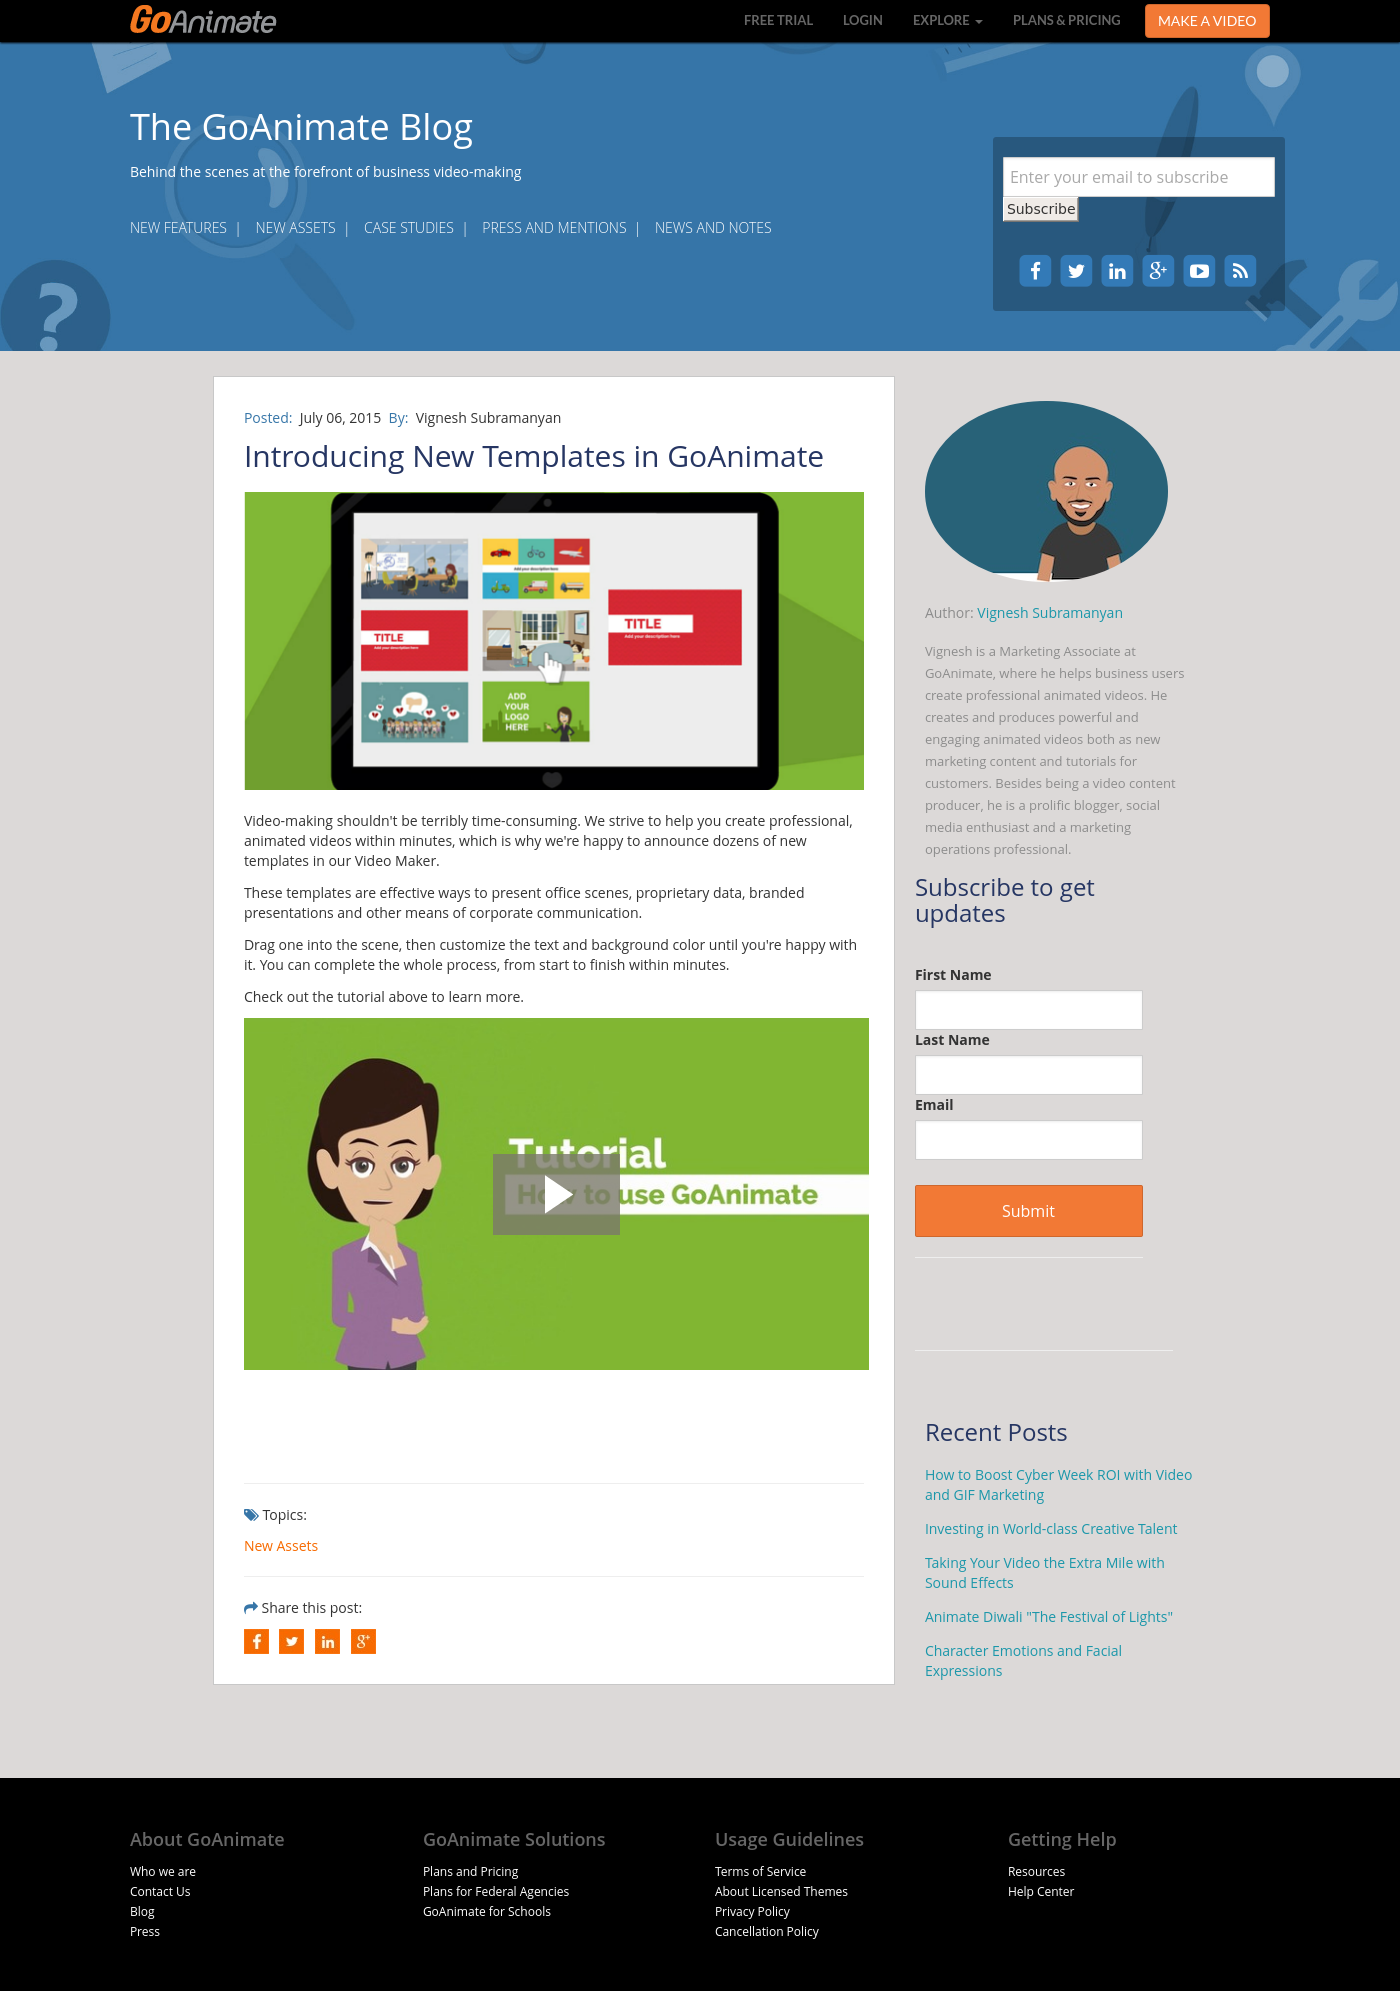 GoAnimate
FREE TRIAL
LOGIN
EXPLORE
PLANS & PRICING
MAKE A VIDEO
The GoAnimate Blog
Behind the scenes at the forefront of business video-making
NEW FEATURES | NEW ASSETS | CASE STUDIES | PRESS AND MENTIONS | NEWS AND NOTES
Enter your email to subscribe
Subscribe
Posted: July 06, 2015 By: Vignesh Subramanyan
Introducing New Templates in GoAnimate
Add your description here
TITLE
Add your description here
TITLE
Add your description here
ADD
YOUR
LOGO
HERE
Video-making shouldn't be terribly time-consuming. We strive to help you create professional,
animated videos within minutes, which is why we're happy to announce dozens of new
templates in our Video Maker.
These templates are effective ways to present office scenes, proprietary data, branded
presentations and other means of corporate communication.
Drag one into the scene, then customize the text and background color until you're happy with
it. You can complete the whole process, from start to finish within minutes.
Check out the tutorial above to learn more.
Tutorial
How to use GoAnimate
Topics:
New Assets
Share this post:
Author: Vignesh Subramanyan
Vignesh is a Marketing Associate at
GoAnimate, where he helps business users
create professional animated videos. He
creates and produces powerful and
engaging animated videos both as new
marketing content and tutorials for
customers. Besides being a video content
producer, he is a prolific blogger, social
media enthusiast and a marketing
operations professional.
Subscribe to get
updates
First Name
Last Name
Email
Submit
Recent Posts
How to Boost Cyber Week ROI with Video
and GIF Marketing
Investing in World-class Creative Talent
Taking Your Video the Extra Mile with
Sound Effects
Animate Diwali "The Festival of Lights"
Character Emotions and Facial
Expressions
About GoAnimate
Who we are
Contact Us
Blog
Press
GoAnimate Solutions
Plans and Pricing
Plans for Federal Agencies
GoAnimate for Schools
Usage Guidelines
Terms of Service
About Licensed Themes
Privacy Policy
Cancellation Policy
Getting Help
Resources
Help Center